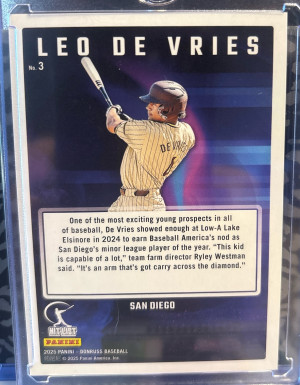 LEO DE VRIES
No. 3
DE V
One of the most exciting young prospects in all
of baseball, De Vries showed enough at Low-A Lake
Elsinore in 2024 to earn Baseball America's nod as
San Diego's minor league player of the year. "This kid
is capable of a lot," team farm director Ryley Westman
said. "It's an arm that's got carry across the diamond."
SAN DIEGO
PANINI
2025 PANINI - DONRUSS BASEBALL
© 2025 Panini America, Inc.